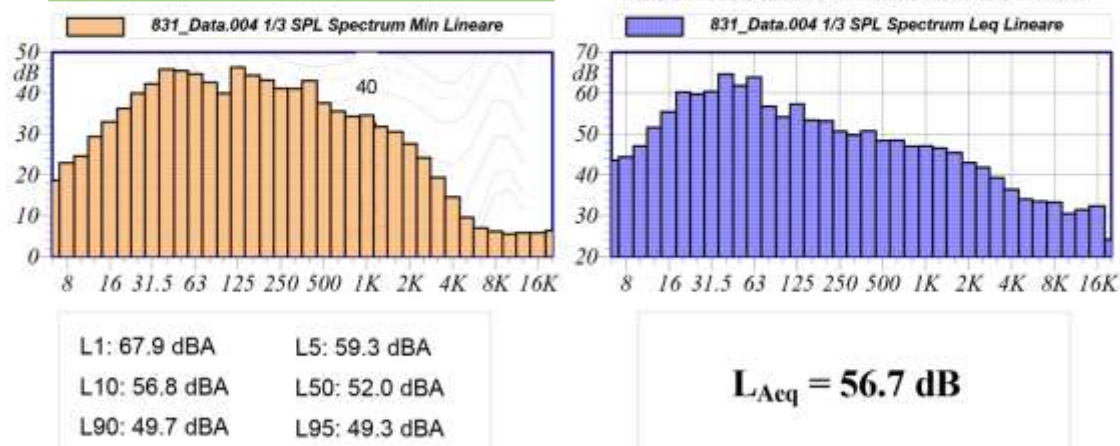 831_Data.004 1/3 SPL Spectrum Min Lineare
50
dB
40
30
20
10
0
40
8 16 31.5 63 125 250 500 1K 2K 4K 8K 16K
831_Data.004 1/3 SPL Spectrum Leq Lineare
70
dB
60
50
40
30
20
8 16 31.5 63 125 250 500 1K 2K 4K 8K 16K
L1: 67.9 dBA L5: 59.3 dBA
L10: 56.8 dBA L50: 52.0 dBA
L90: 49.7 dBA L95: 49.3 dBA
LAeq = 56.7 dB